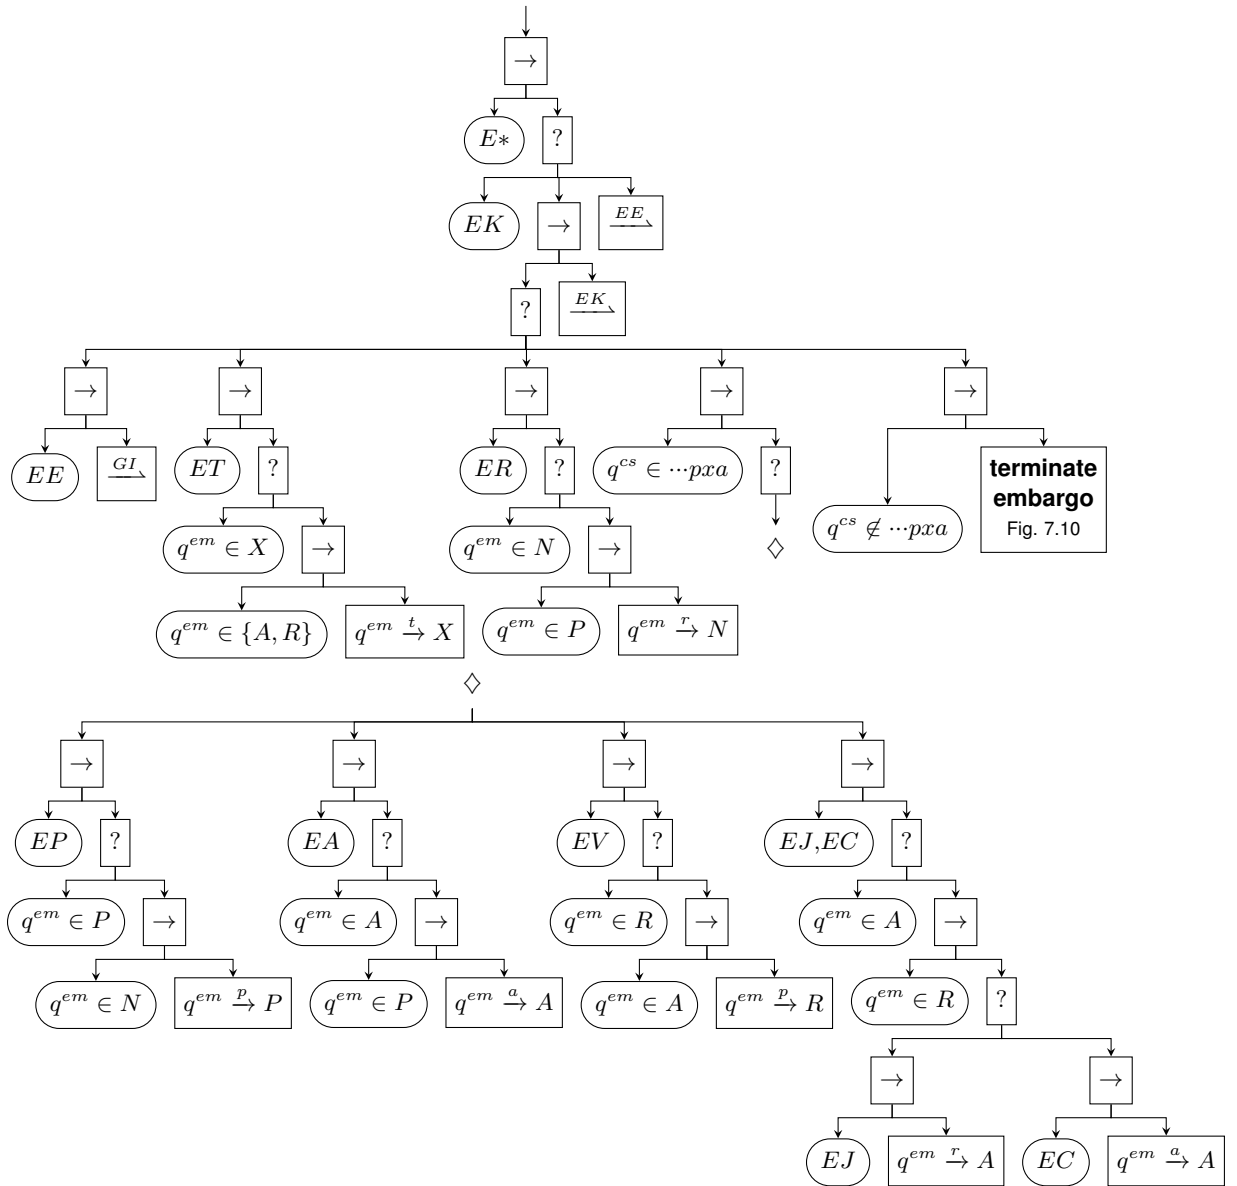 →
E* ?
EK → EE
? EK
→ → → → →
EE GI ET ? ER ? q^cs ∈ ···pxa ? terminate
embargo
Fig. 7.10
q^em ∈ X → q^em ∈ N → ◇ q^cs ∉ ···pxa
q^em ∈ {A, R} q^em t→ X q^em ∈ P q^em r→ N
◇
→ → → →
EP ? EA ? EV ? EJ,EC ?
q^em ∈ P → q^em ∈ A → q^em ∈ R → q^em ∈ A →
q^em ∈ N q^em p→ P q^em ∈ P q^em a→ A q^em ∈ A q^em p→ R q^em ∈ R ?
→ →
EJ q^em r→ A EC q^em a→ A